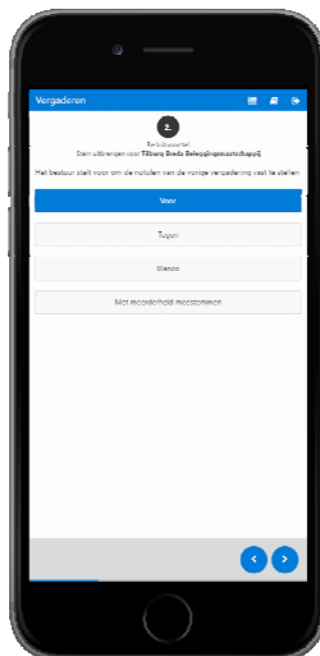 Vergaderen
2.
Besluitvoorstel
Stem uitbrengen voor Tilburg Breda Beleggingsmaatschappij
Het bestuur stelt voor om de notulen van de vorige vergadering vast te stellen
Voor
Tegen
Blanco
Met meerderheid meestemmen